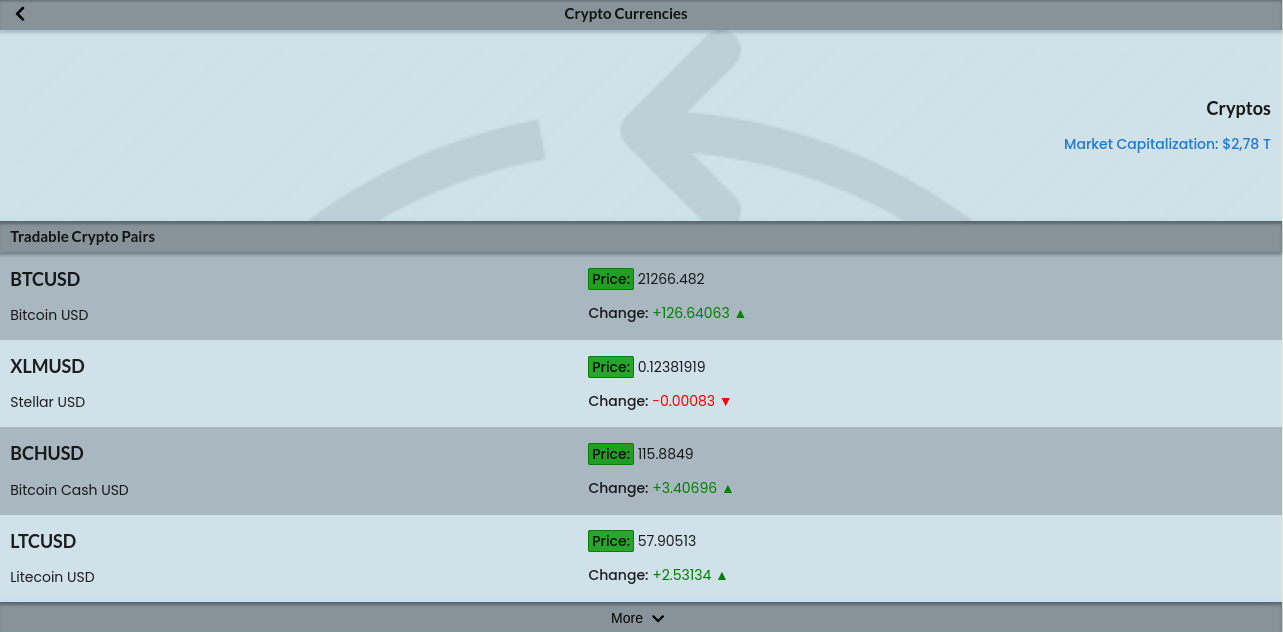 Crypto Currencies
Cryptos
Market Capitalization: $2,78 T
Tradable Crypto Pairs
BTCUSD
Price: 21266.482
Bitcoin USD
Change: +126.64063 ▲
XLMUSD
Price: 0.12381919
Stellar USD
Change: -0.00083 ▼
BCHUSD
Price: 115.8849
Bitcoin Cash USD
Change: +3.40696 ▲
LTCUSD
Price: 57.90513
Litecoin USD
Change: +2.53134 ▲
More